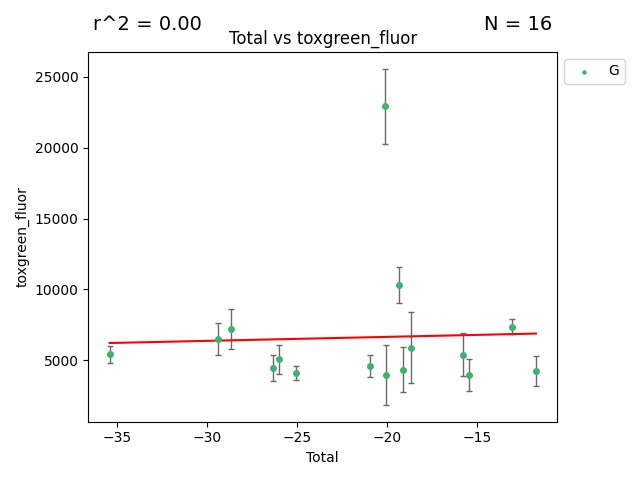 r^2 = 0.00
N = 16
Total vs toxgreen_fluor
G
25000
20000
15000
10000
5000
toxgreen_fluor
−35
−30
−25
−20
−15
Total